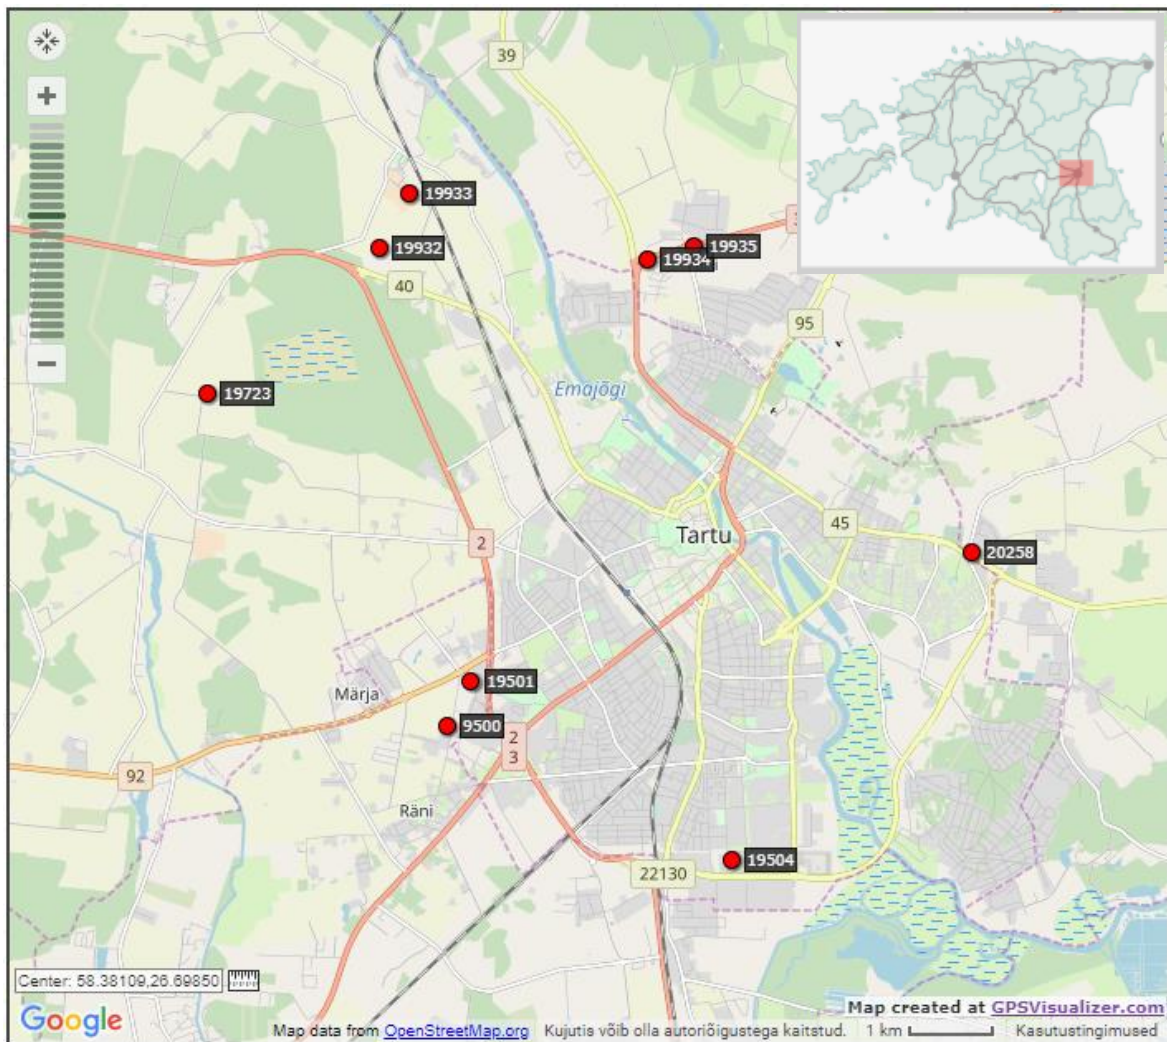 39
19933
19932
19935
19934
40
95
Emajõgi
19723
Tartu
45
2
20258
19501
Märja
9500
2
3
92
Räni
19504
22130
Center: 58.38109,26.69850
Map created at GPSVisualizer.com
Google
Map data from OpenStreetMap.org Kujutis võib olla autoriõigustega kaitstud. 1 km Kasutustingimused